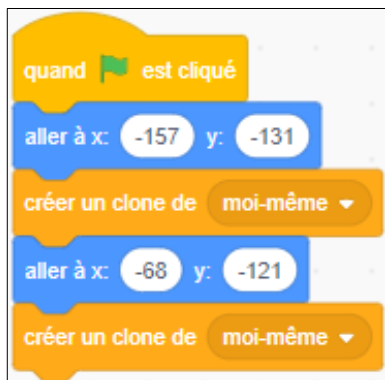 quand est cliqué
aller à x: -157 y: -131
créer un clone de moi-même
aller à x: -68 y: -121
créer un clone de moi-même